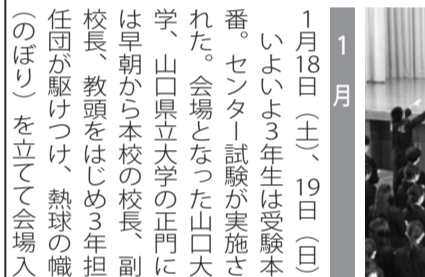 1月
1月18日(土)、19日(日)
いよいよ3年生は受験本
番。センター試験が実施さ
れた。会場となった山口大
学、山口県立大学の正門に
は早朝から本校の校長、副
校長、教頭をはじめ3年担
任団が駆けつけ、熱球の幟
(のぼり)を立てて会場入